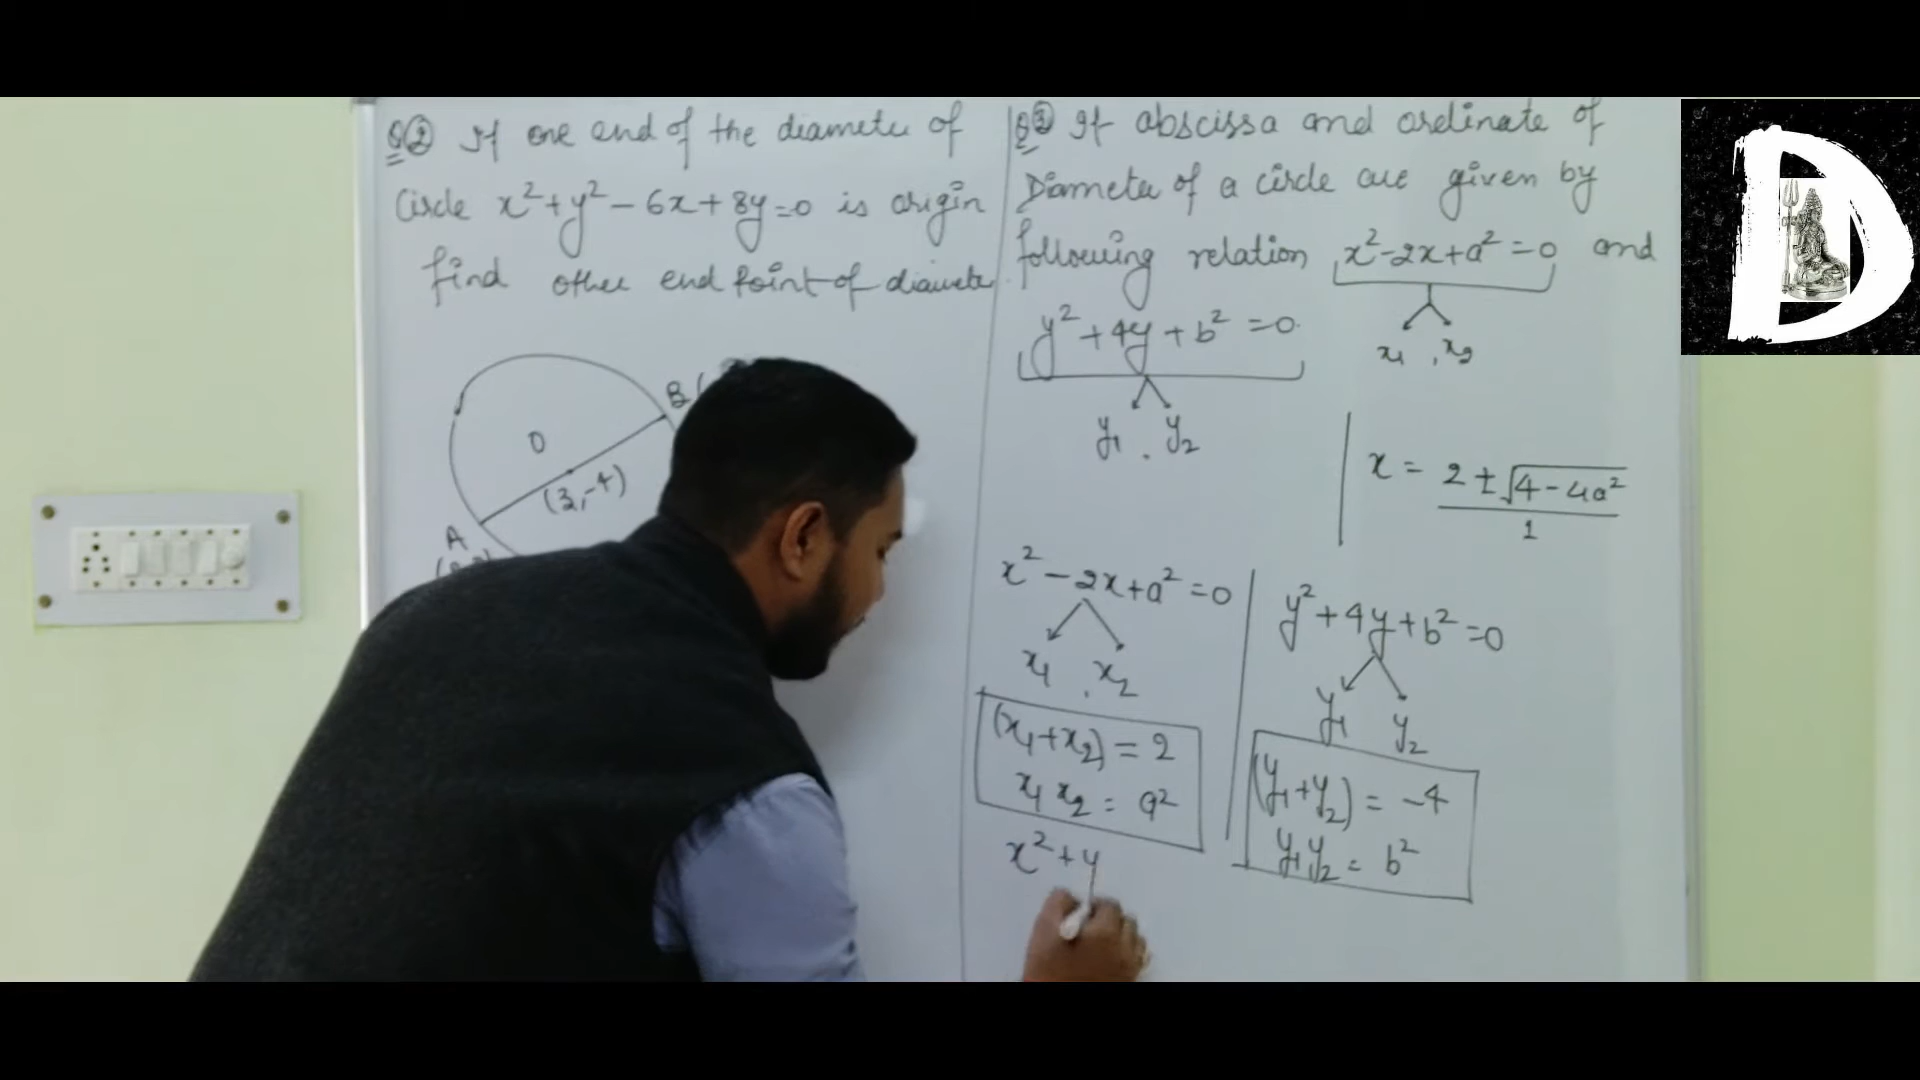 Q② If one end of the diameter of
Circle x²+y²-6x+8y=0 is origin
find other end point of diameter
B(
O
(3,-4)
A
Q③ If abscissa and ordinate of
Diameter of a circle are given by
following relation x²-2x+a²=0 and
x₁, x₂
y²+4y+b²=0.
y₁, y₂
x = 2±√4-4a²
1
x²-2x+a²=0
x₁, x₂
(x₁+x₂) = 2
x₁x₂ = a²
x²+y
y²+4y+b²=0
y₁ y₂
(y₁+y₂) = -4
y₁y₂ = b²
D